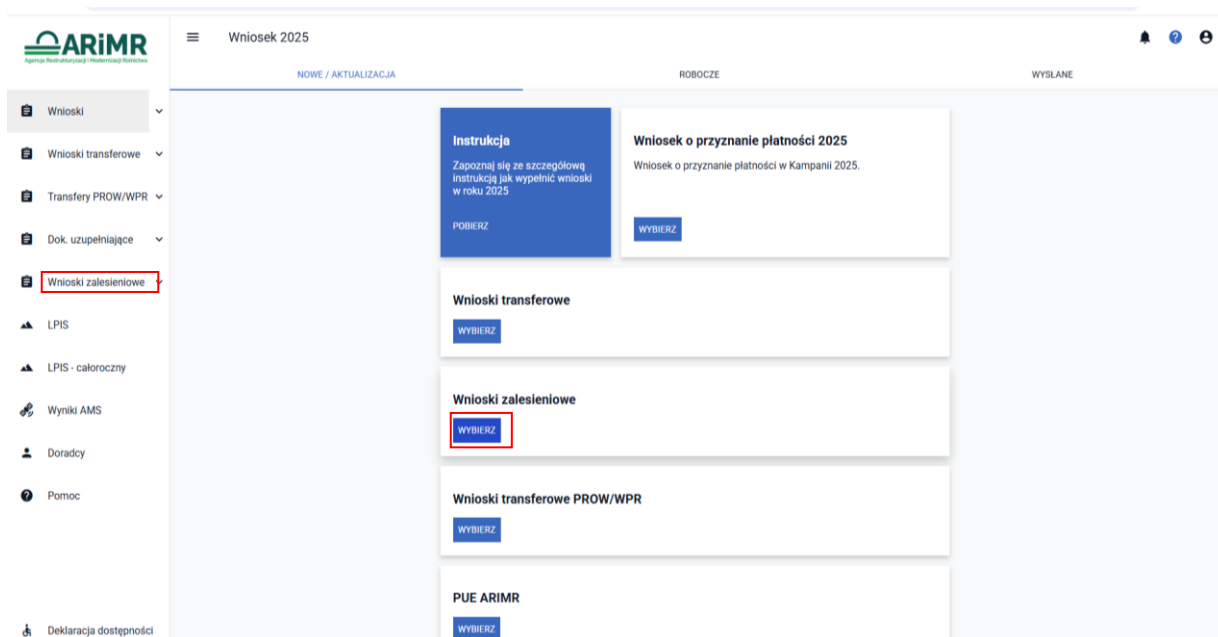 ARiMR
Agencja Restrukturyzacji i Modernizacji Rolnictwa
Wniosek 2025
NOWE / AKTUALIZACJA
ROBOCZE
WYSŁANE
Wnioski
Wnioski transferowe
Transfery PROW/WPR
Dok. uzupełniające
Wnioski zalesieniowe
LPIS
LPIS - całoroczny
Wyniki AMS
Doradcy
Pomoc
Deklaracja dostępności
Instrukcja
Zapoznaj się ze szczegółową
instrukcją jak wypełnić wnioski
w roku 2025
POBIERZ
Wniosek o przyznanie płatności 2025
Wniosek o przyznanie płatności w Kampanii 2025.
WYBIERZ
Wnioski transferowe
WYBIERZ
Wnioski zalesieniowe
WYBIERZ
Wnioski transferowe PROW/WPR
WYBIERZ
PUE ARIMR
WYBIERZ